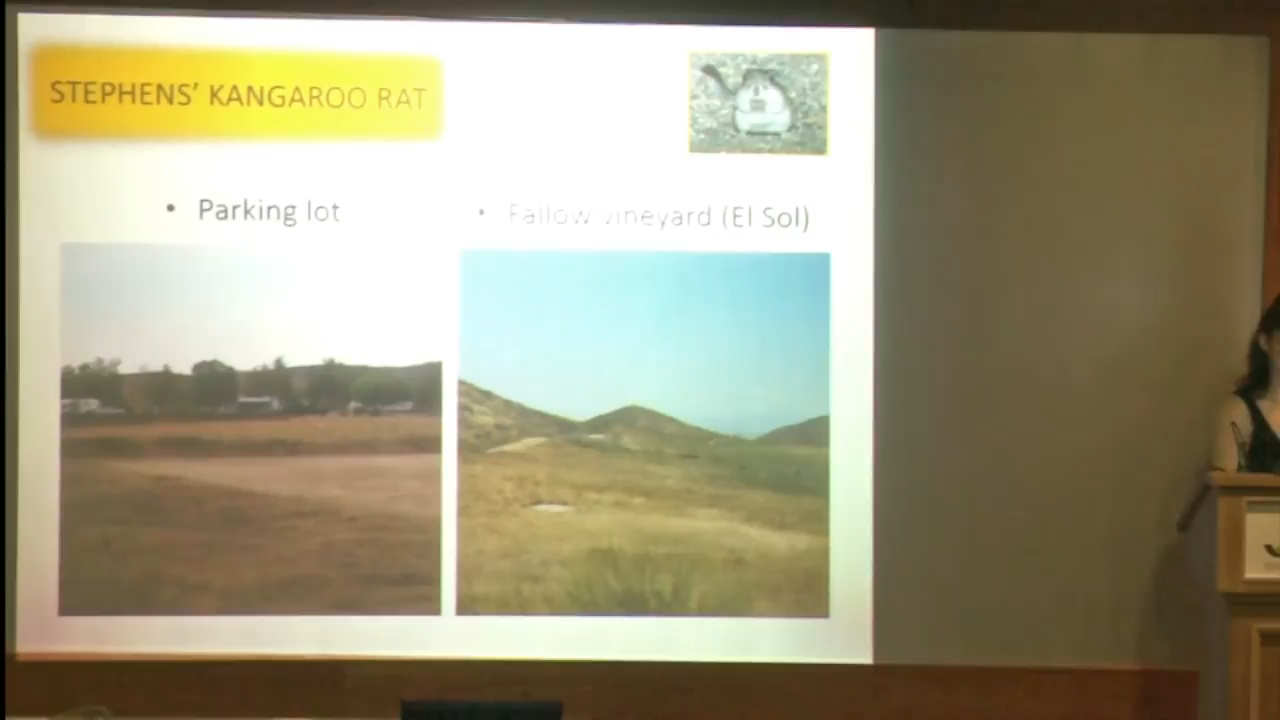 STEPHENS’ KANGAROO RAT
• Parking lot
• Fallow vineyard (El Sol)